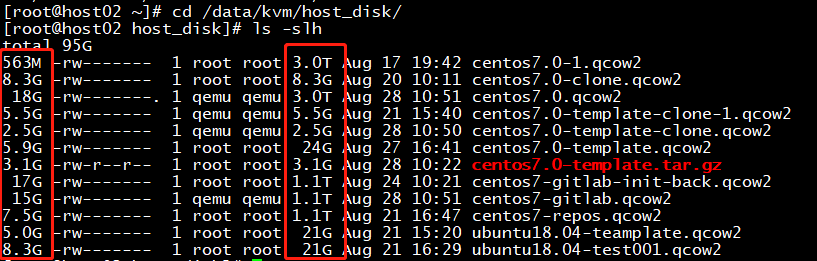 [root@host02 ~]# cd /data/kvm/host_disk/
[root@host02 host_disk]# ls -slh
total 95G
563M -rw------- 1 root root 3.0T Aug 17 19:42 centos7.0-1.qcow2
8.3G -rw------- 1 root root 8.3G Aug 20 10:11 centos7.0-clone.qcow2
18G -rw-------. 1 qemu qemu 3.0T Aug 28 10:51 centos7.0.qcow2
5.5G -rw------- 1 qemu qemu 5.5G Aug 21 15:40 centos7.0-template-clone-1.qcow2
2.5G -rw------- 1 qemu qemu 2.5G Aug 28 10:50 centos7.0-template-clone.qcow2
5.9G -rw------- 1 root root 24G Aug 27 16:41 centos7.0-template.qcow2
3.1G -rw-r--r-- 1 root root 3.1G Aug 28 10:22 centos7.0-template.tar.gz
17G -rw------- 1 root root 1.1T Aug 24 10:21 centos7-gitlab-init-back.qcow2
15G -rw------- 1 qemu qemu 1.1T Aug 28 10:51 centos7-gitlab.qcow2
7.5G -rw------- 1 root root 1.1T Aug 21 16:47 centos7-repos.qcow2
5.0G -rw------- 1 root root 21G Aug 21 15:20 ubuntu18.04-teamplate.qcow2
8.3G -rw------- 1 root root 21G Aug 21 16:29 ubuntu18.04-test001.qcow2